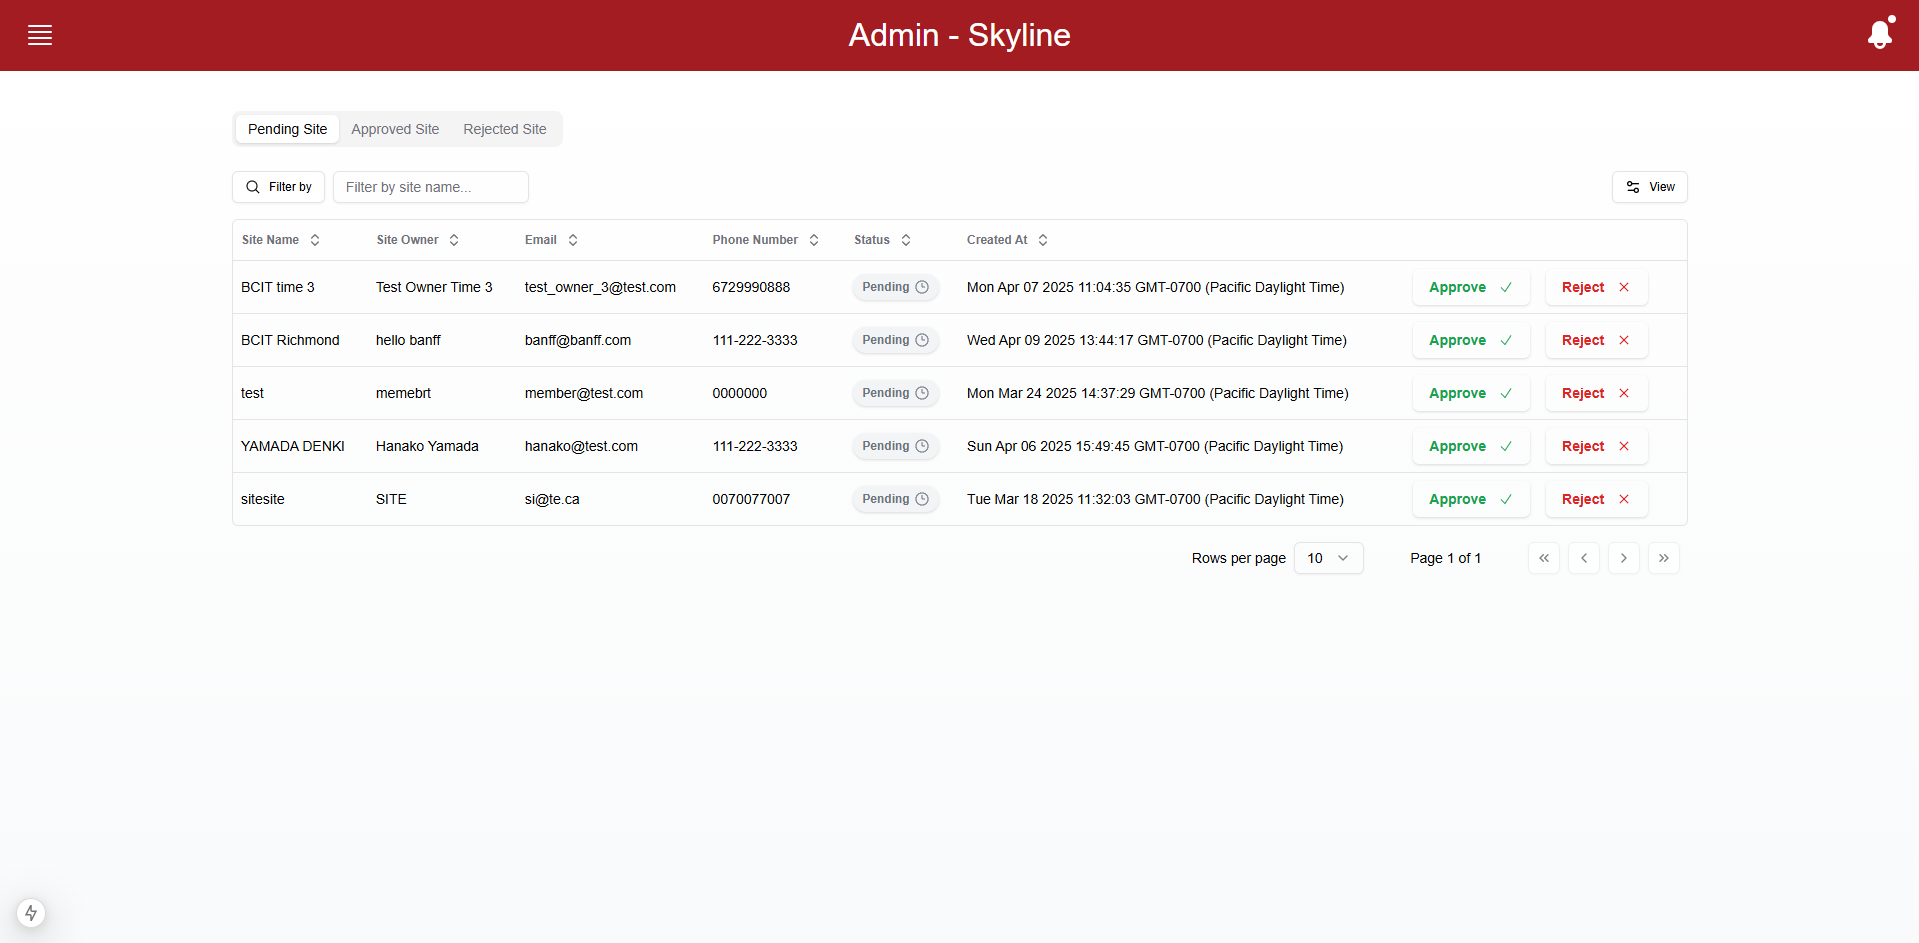 Admin - Skyline
Pending Site Approved Site Rejected Site
Filter by Filter by site name... View
Site Name Site Owner Email Phone Number Status Created At
BCIT time 3 Test Owner Time 3 test_owner_3@test.com 6729990888 Pending Mon Apr 07 2025 11:04:35 GMT-0700 (Pacific Daylight Time) Approve Reject
BCIT Richmond hello banff banff@banff.com 111-222-3333 Pending Wed Apr 09 2025 13:44:17 GMT-0700 (Pacific Daylight Time) Approve Reject
test memebrt member@test.com 0000000 Pending Mon Mar 24 2025 14:37:29 GMT-0700 (Pacific Daylight Time) Approve Reject
YAMADA DENKI Hanako Yamada hanako@test.com 111-222-3333 Pending Sun Apr 06 2025 15:49:45 GMT-0700 (Pacific Daylight Time) Approve Reject
sitesite SITE si@te.ca 0070077007 Pending Tue Mar 18 2025 11:32:03 GMT-0700 (Pacific Daylight Time) Approve Reject
Rows per page 10 Page 1 of 1